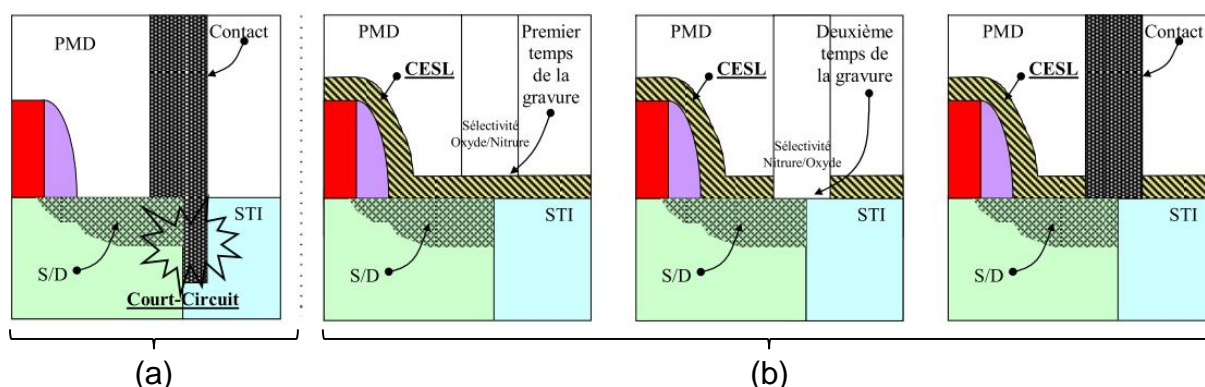 PMD
Contact
STI
S/D
Court-Circuit
(a)
PMD
CESL
Premier
temps
de la
gravure
Sélectivité
Oxyde/Nitrure
STI
S/D
PMD
CESL
Deuxième
temps de
la gravure
Sélectivité
Nitrure/Oxyde
STI
S/D
PMD
Contact
CESL
STI
S/D
(b)